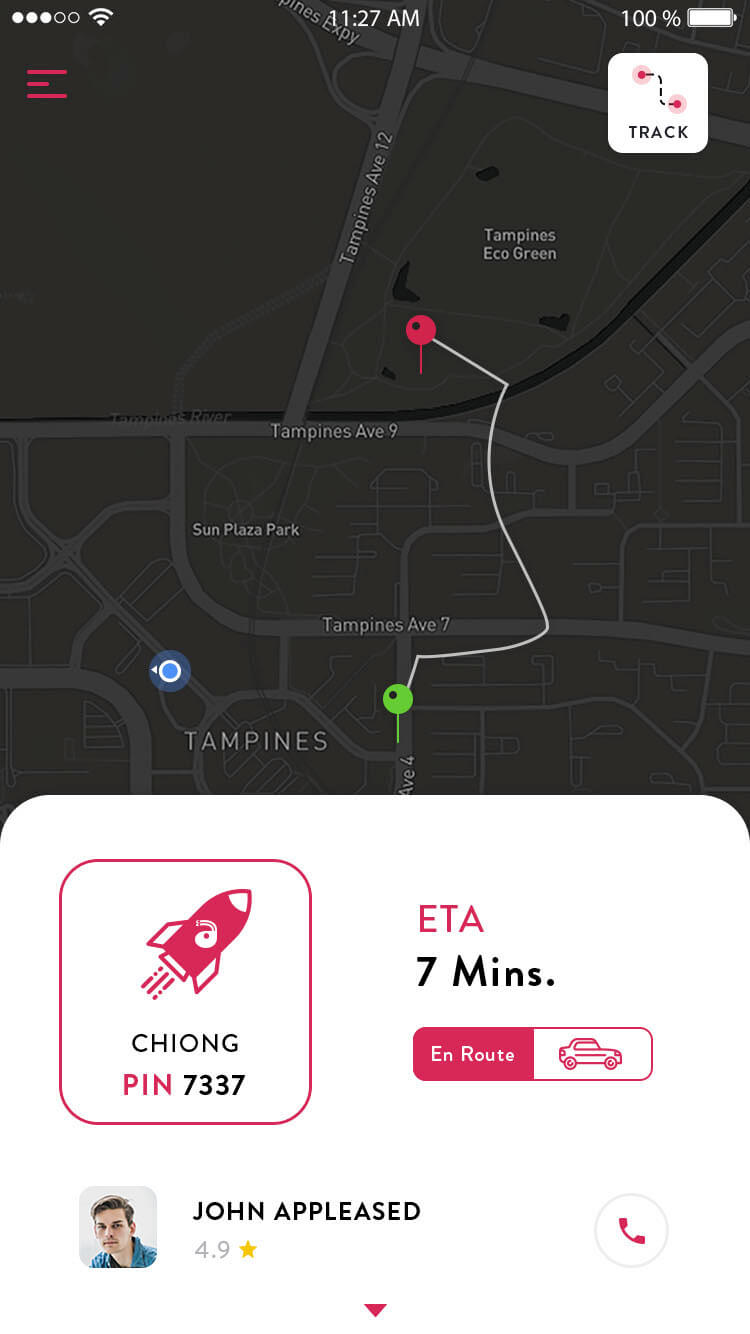 Tampines Expy
11:27 AM
100 %
TRACK
Tampines Ave 12
Tampines
Eco Green
Tampines River
Tampines Ave 9
Sun Plaza Park
Tampines Ave 7
TAMPINES
Ave 4
ETA
7 Mins.
CHIONG
En Route
PIN 7337
JOHN APPLEASED
4.9